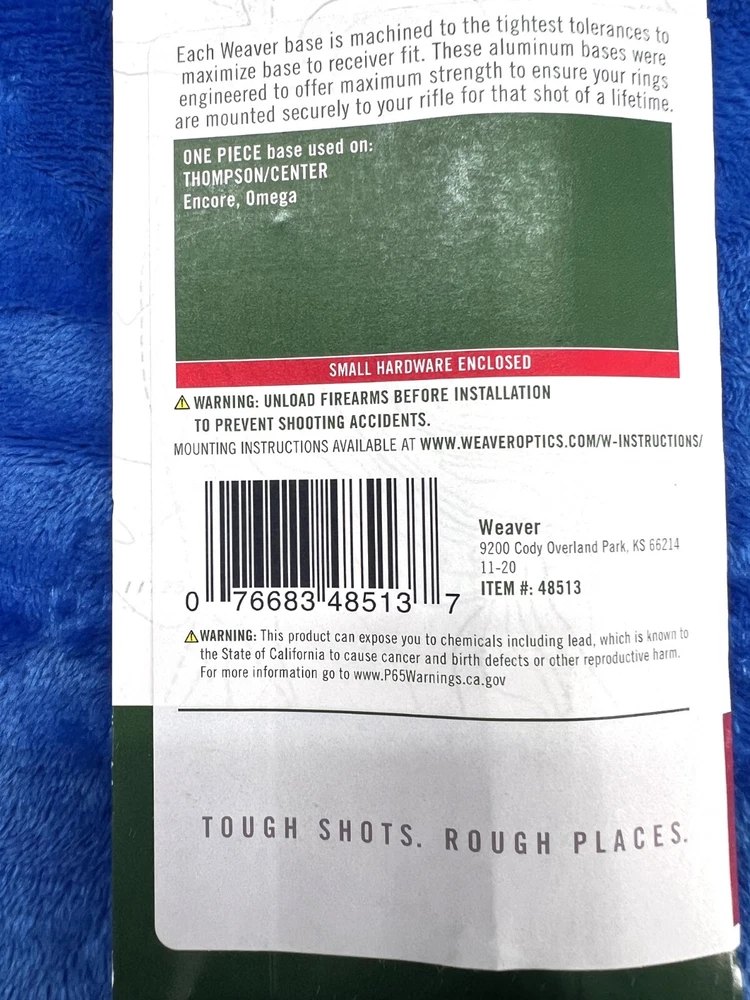 Each Weaver base is machined to the tightest tolerances to
maximize base to receiver fit. These aluminum bases were
engineered to offer maximum strength to ensure your rings
are mounted securely to your rifle for that shot of a lifetime.
ONE PIECE base used on:
THOMPSON/CENTER
Encore, Omega
SMALL HARDWARE ENCLOSED
WARNING: UNLOAD FIREARMS BEFORE INSTALLATION
TO PREVENT SHOOTING ACCIDENTS.
MOUNTING INSTRUCTIONS AVAILABLE AT WWW.WEAVEROPTICS.COM/W-INSTRUCTIONS/
0 76683 48513 7
Weaver
9200 Cody Overland Park, KS 66214
11-20
ITEM #: 48513
WARNING: This product can expose you to chemicals including lead, which is known to
the State of California to cause cancer and birth defects or other reproductive harm.
For more information go to www.P65Warnings.ca.gov
TOUGH SHOTS. ROUGH PLACES.